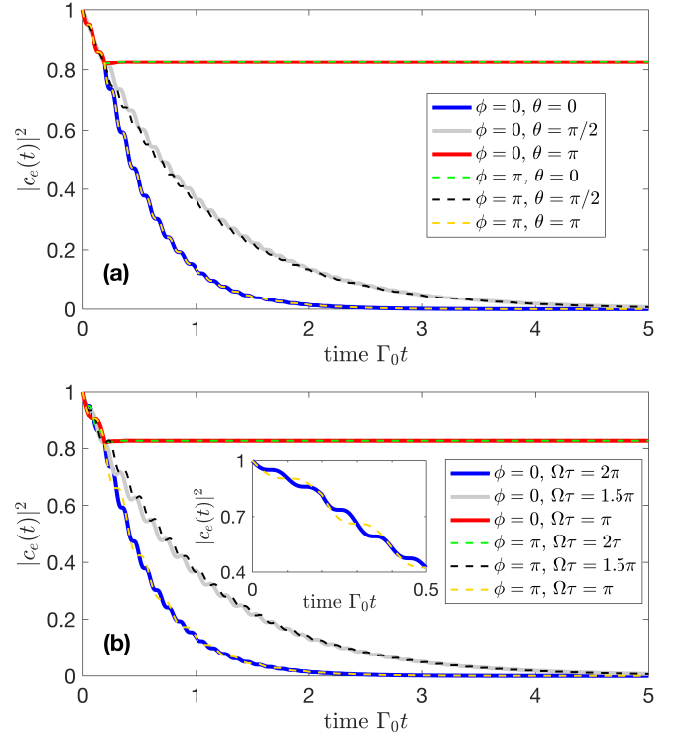 1
0.8
0.6
0.4
0.2
0
|c_e(t)|^2
ϕ = 0, θ = 0
ϕ = 0, θ = π/2
ϕ = 0, θ = π
ϕ = π, θ = 0
ϕ = π, θ = π/2
ϕ = π, θ = π
(a)
0 1 2 3 4 5
time Γ_0t
1
0.8
0.6
0.4
0.2
0
|c_e(t)|^2
1
0.7
0.4
|c_e(t)|^2
0 0.5
time Γ_0t
ϕ = 0, Ωτ = 2π
ϕ = 0, Ωτ = 1.5π
ϕ = 0, Ωτ = π
ϕ = π, Ωτ = 2τ
ϕ = π, Ωτ = 1.5π
ϕ = π, Ωτ = π
(b)
0 1 2 3 4 5
time Γ_0t